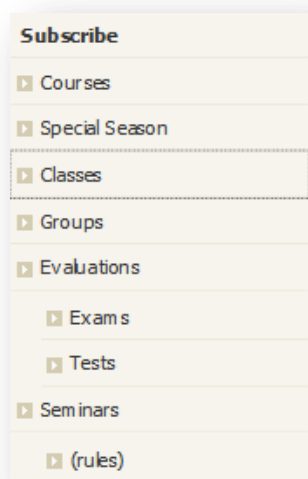 Subscribe
Courses
Special Season
Classes
Groups
Evaluations
Exams
Tests
Seminars
(rules)